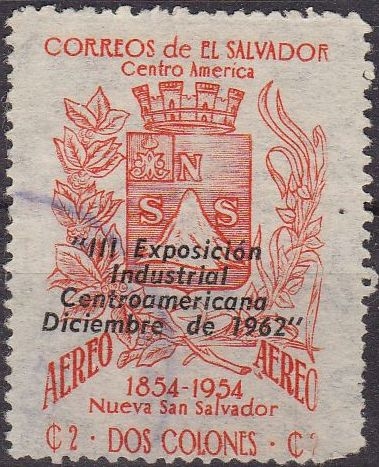 CORREOS de EL SALVADOR
Centro America
N
S S
"III Exposición
Industrial
Centroamericana
Diciembre de 1962"
AEREO AEREO
1854-1954
Nueva San Salvador
₡2 · DOS COLONES · ₡2